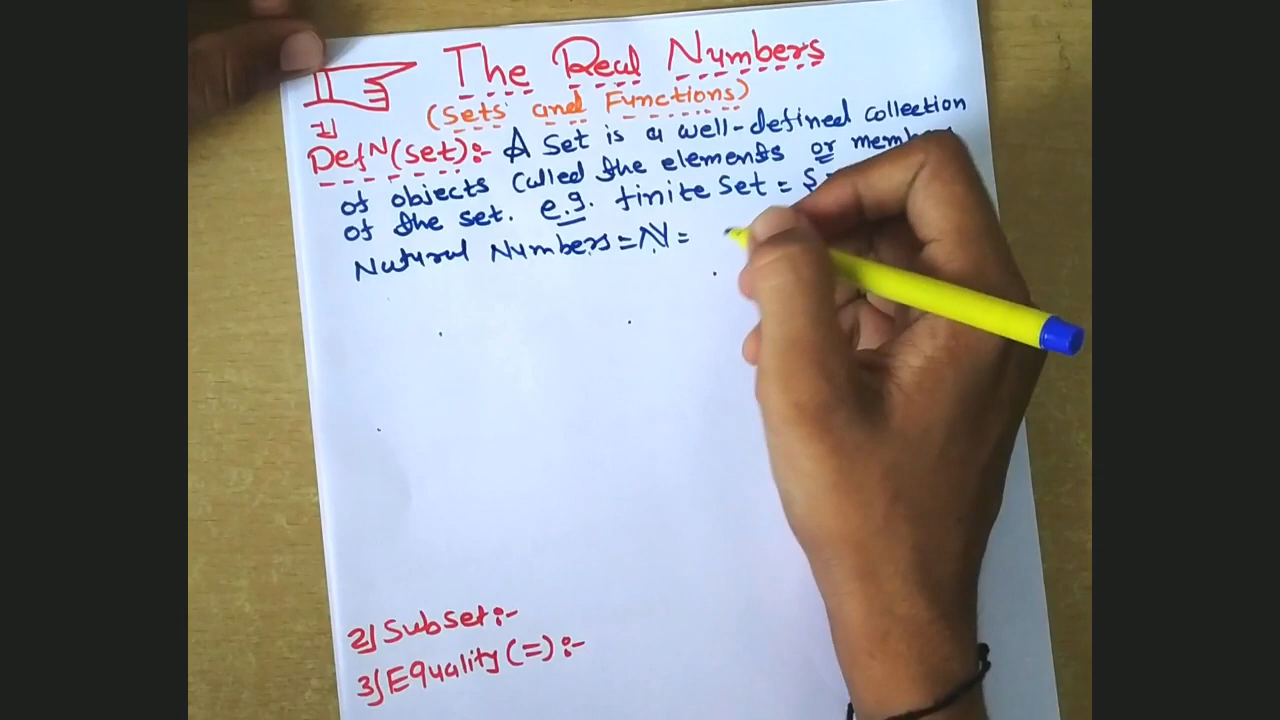 The Real Numbers
(Sets and Functions)
1)
Defᴺ(set):- A Set is a well-defined collection
of objects called the elements or
of the set. e.g. finite Set =
Natural Numbers = N =
2) Subset:-
3) Equality(=):-